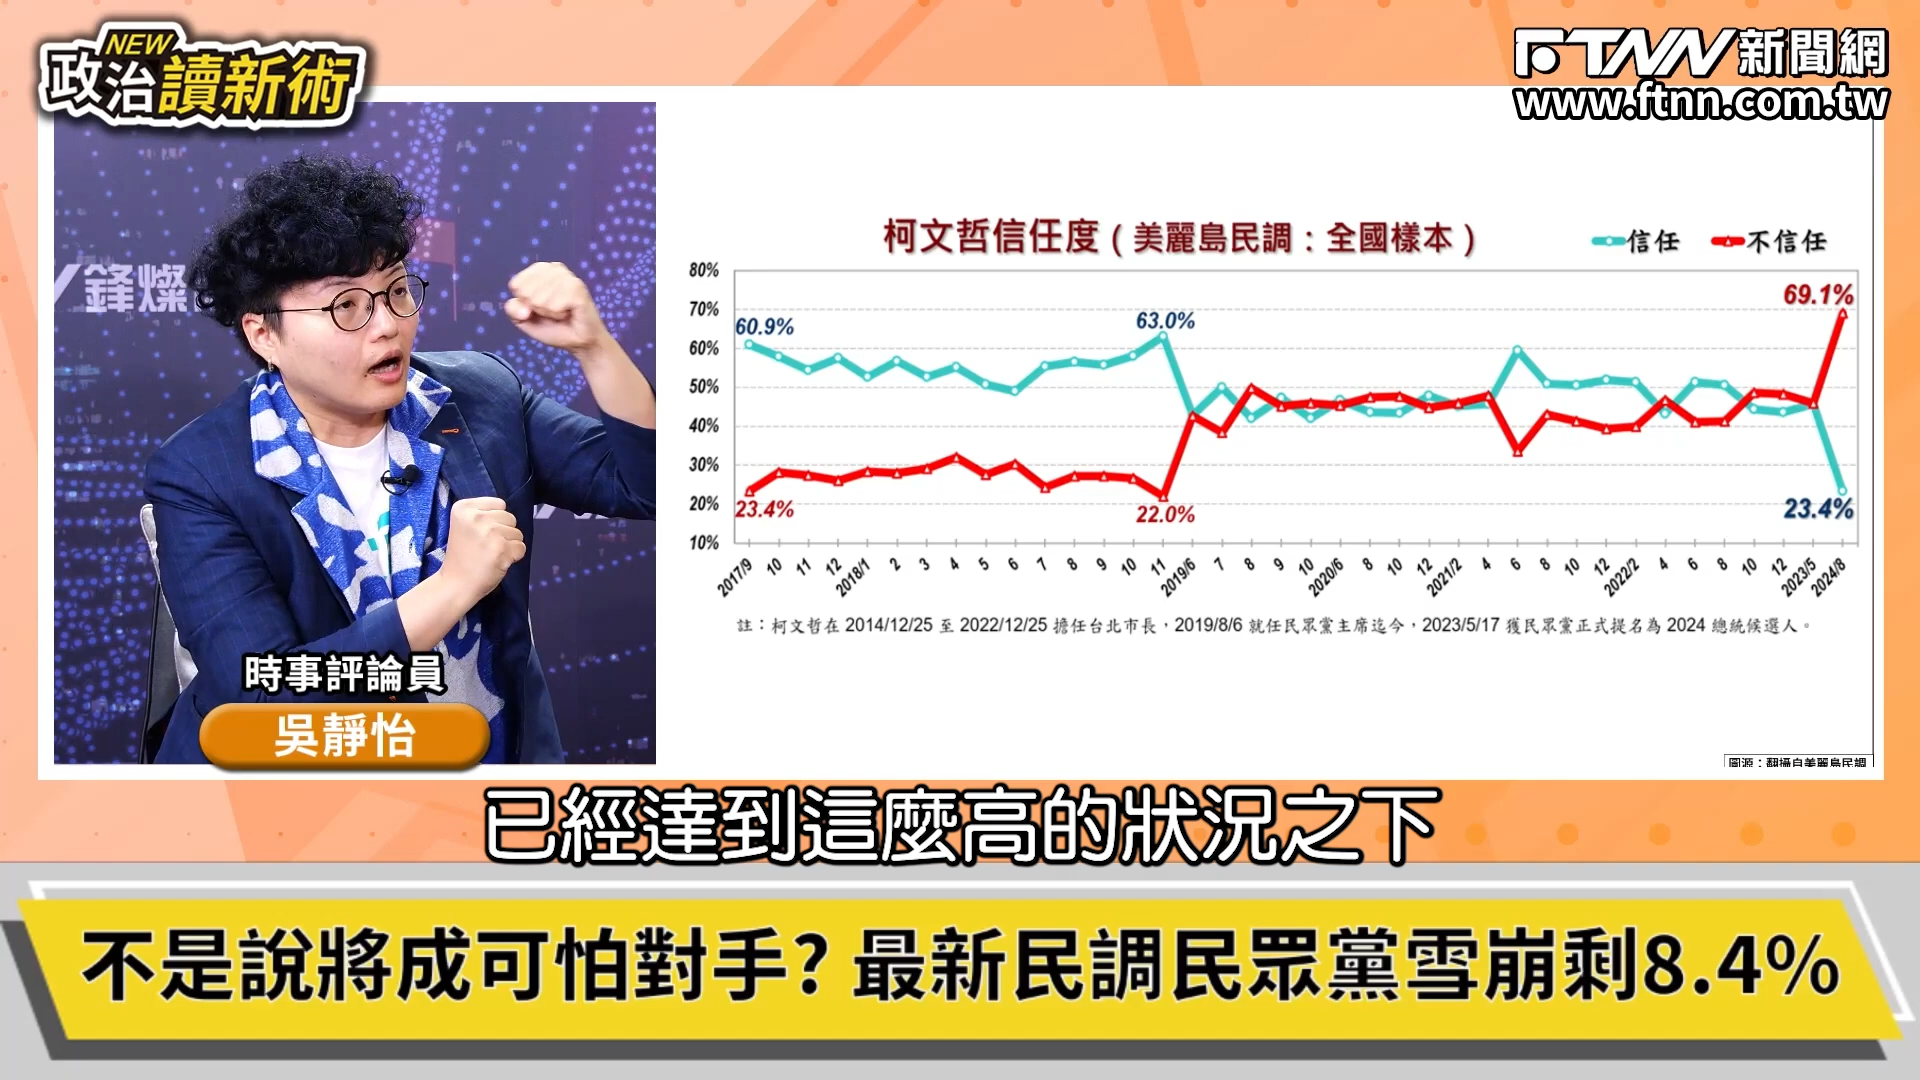 NEW
政治讀新術
FTNN新聞網
www.ftnn.com.tw
鋒燦
柯文哲信任度(美麗島民調:全國樣本)
信任
不信任
80%
70%
60%
50%
40%
30%
20%
10%
60.9%
63.0%
69.1%
23.4%
22.0%
23.4%
2017/9 10 11 12 2018/1 2 3 4 5 6 7 8 9 10 11 2019/6 7 8 9 10 2020/6 8 10 12 2021/2 4 6 8 10 12 2022/2 4 6 8 10 12 2023/5 2024/8
註:柯文哲在 2014/12/25 至 2022/12/25 擔任台北市長,2019/8/6 就任民眾黨主席迄今,2023/5/17 獲民眾黨正式提名為 2024 總統候選人。
圖源:翻攝自美麗島民調
時事評論員
吳靜怡
已經達到這麼高的狀況之下
不是說將成可怕對手? 最新民調民眾黨雪崩剩8.4%